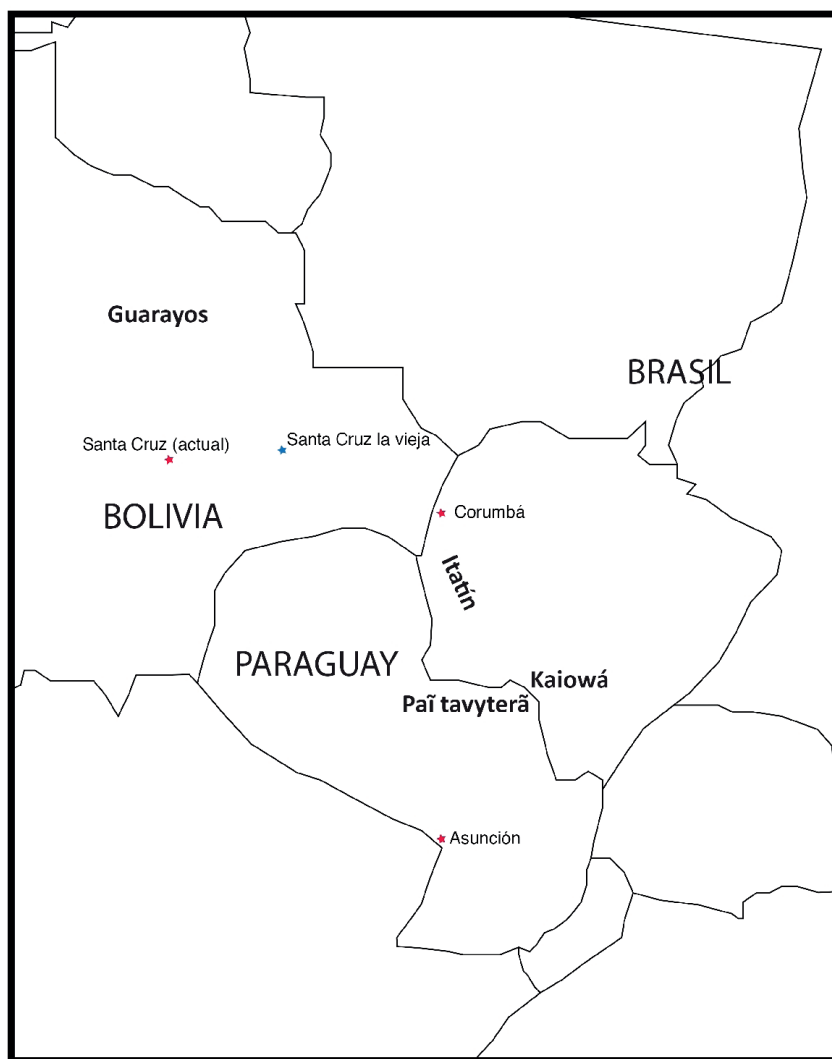 Guarayos
BRASIL
Santa Cruz (actual)
Santa Cruz la vieja
BOLIVIA
Corumbá
Itatín
PARAGUAY
Kaiowá
Paĩ tavyterã
Asunción